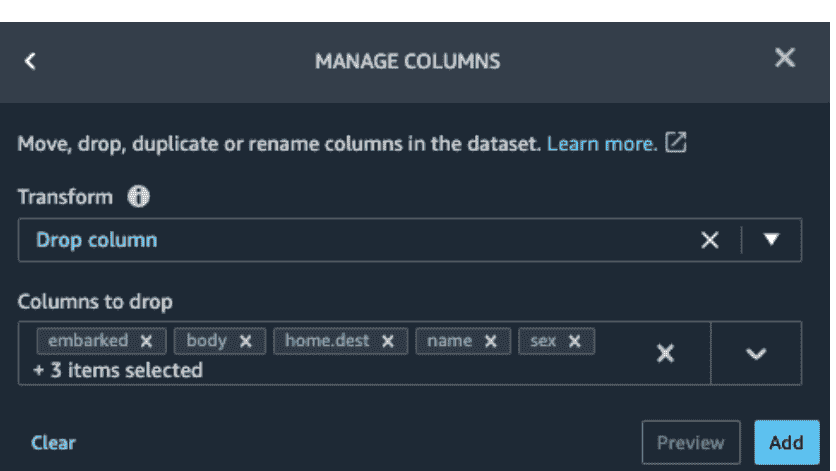 MANAGE COLUMNS
Move, drop, duplicate or rename columns in the dataset. Learn more.
Transform
Drop column
Columns to drop
embarked body home.dest name sex
+ 3 items selected
Clear Preview Add